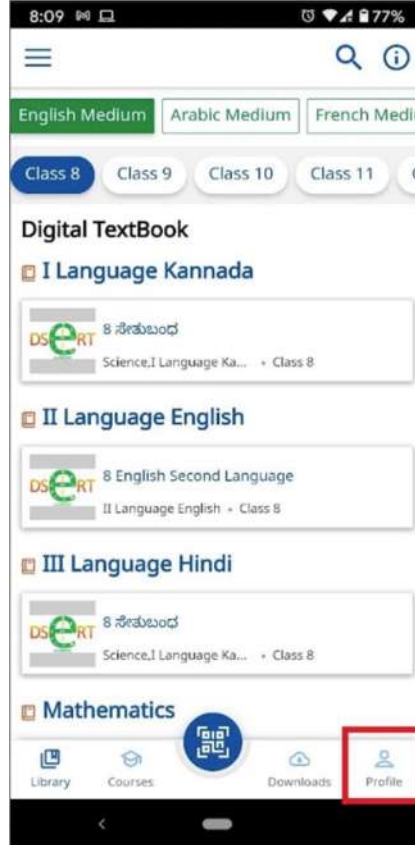 8:09
77%
English Medium Arabic Medium French Medi
Class 8 Class 9 Class 10 Class 11
Digital TextBook
I Language Kannada
DSERT
8 ಸೇತುಬಂಧ
Science,I Language Ka... • Class 8
II Language English
DSERT
8 English Second Language
II Language English • Class 8
III Language Hindi
DSERT
8 ಸೇತುಬಂಧ
Science,I Language Ka... • Class 8
Mathematics
Library Courses Downloads Profile